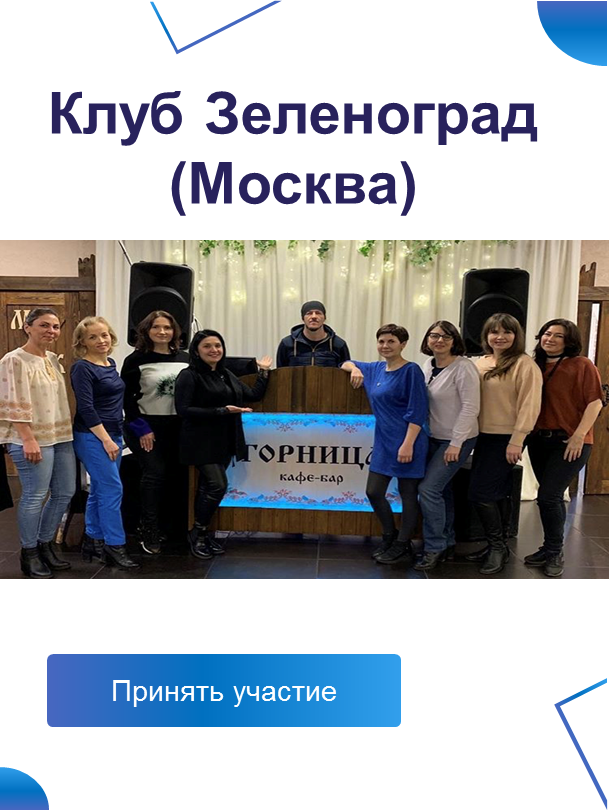 Клуб Зеленоград
(Москва)
ГОРНИЦА
кафе-бар
Принять участие